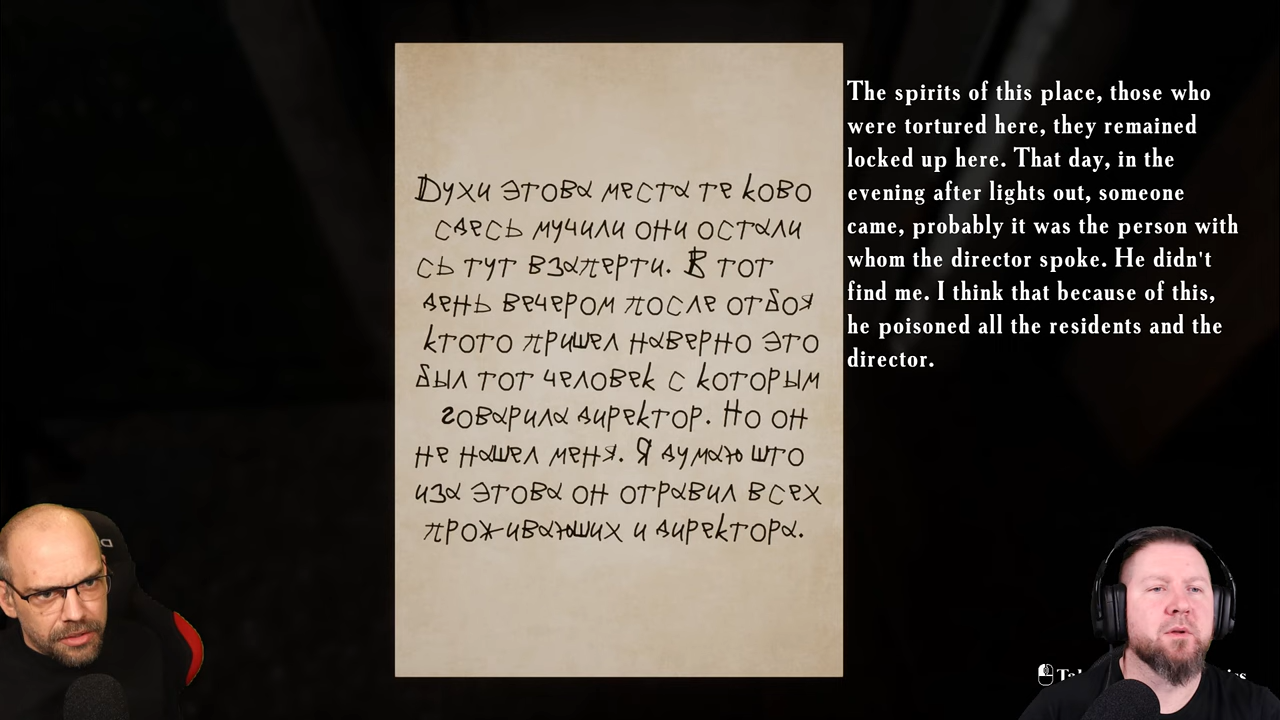 Духи этова места те ково
сдесь мучили они остали
сь тут взаперти. В тот
день вечером после отбоя
ктото пришел наверно это
был тот человек с которым
говарила директор. Но он
не нашел меня. Я думаю што
иза этова он отравил всех
проживаюших и директора.
The spirits of this place, those who
were tortured here, they remained
locked up here. That day, in the
evening after lights out, someone
came, probably it was the person with
whom the director spoke. He didn't
find me. I think that because of this,
he poisoned all the residents and the
director.